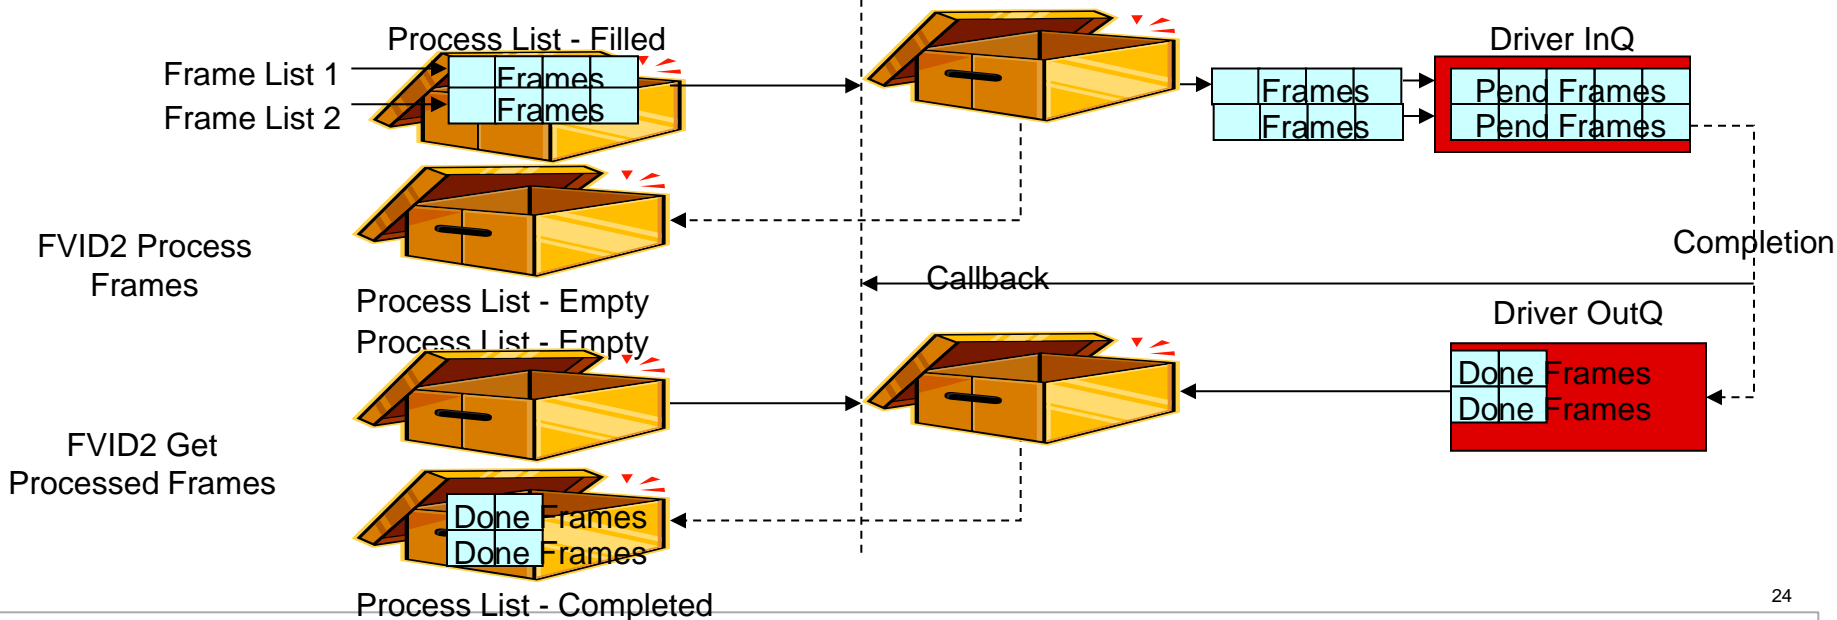 Process List - Filled
Driver InQ
Frame List 1
Frames
Frames
Pend Frames
Frame List 2
Frames
Frames
Pend Frames
FVID2 Process
Frames
Completion
Callback
Process List - Empty
Driver OutQ
Process List - Empty
Done Frames
Done Frames
FVID2 Get
Processed Frames
Done Frames
Done Frames
Process List - Completed
24